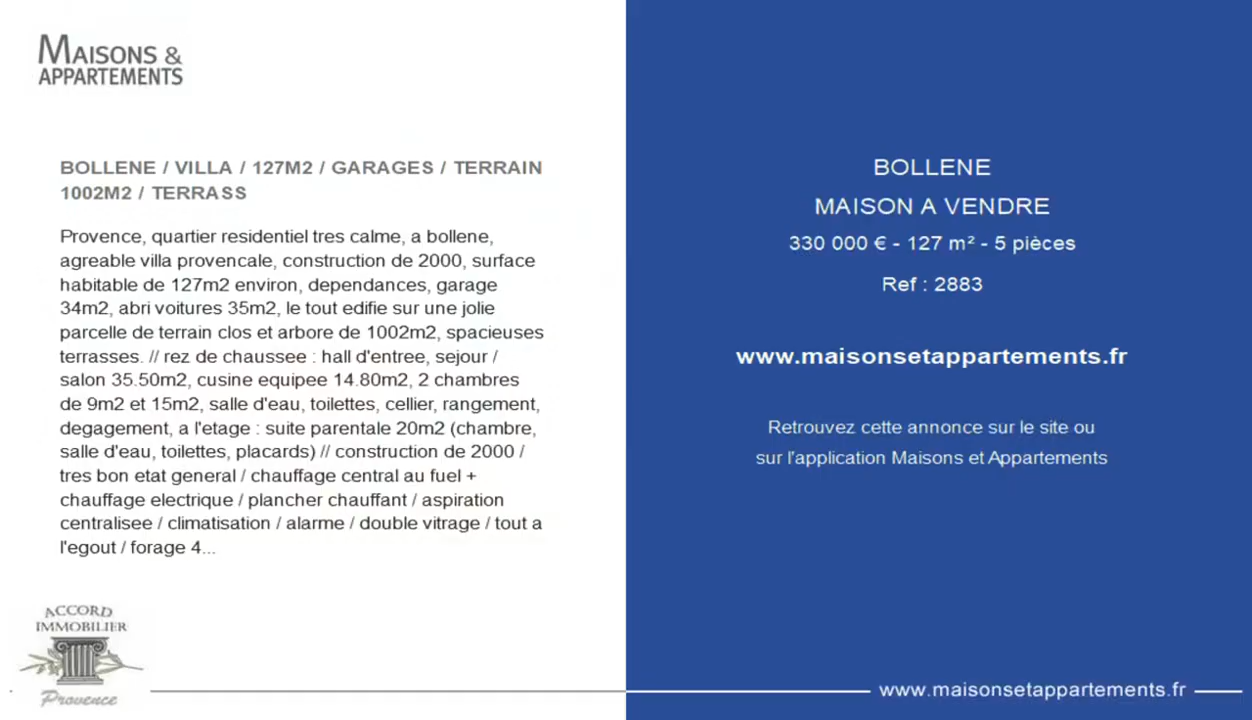 MAISONS &
APPARTEMENTS
BOLLENE / VILLA / 127M2 / GARAGES / TERRAIN
1002M2 / TERRASS
Provence, quartier residentiel tres calme, a bollene,
agreable villa provencale, construction de 2000, surface
habitable de 127m2 environ, dependances, garage
34m2, abri voitures 35m2, le tout edifie sur une jolie
parcelle de terrain clos et arbore de 1002m2, spacieuses
terrasses. // rez de chaussee : hall d'entree, sejour /
salon 35.50m2, cusine equipee 14.80m2, 2 chambres
de 9m2 et 15m2, salle d'eau, toilettes, cellier, rangement,
degagement, a l'etage : suite parentale 20m2 (chambre,
salle d'eau, toilettes, placards) // construction de 2000 /
tres bon etat general / chauffage central au fuel +
chauffage electrique / plancher chauffant / aspiration
centralisee / climatisation / alarme / double vitrage / tout a
l'egout / forage 4...
ACCORD
IMMOBILIER
Provence
BOLLENE
MAISON A VENDRE
330 000 € - 127 m² - 5 pièces
Ref : 2883
www.maisonsetappartements.fr
Retrouvez cette annonce sur le site ou
sur l'application Maisons et Appartements
www.maisonsetappartements.fr